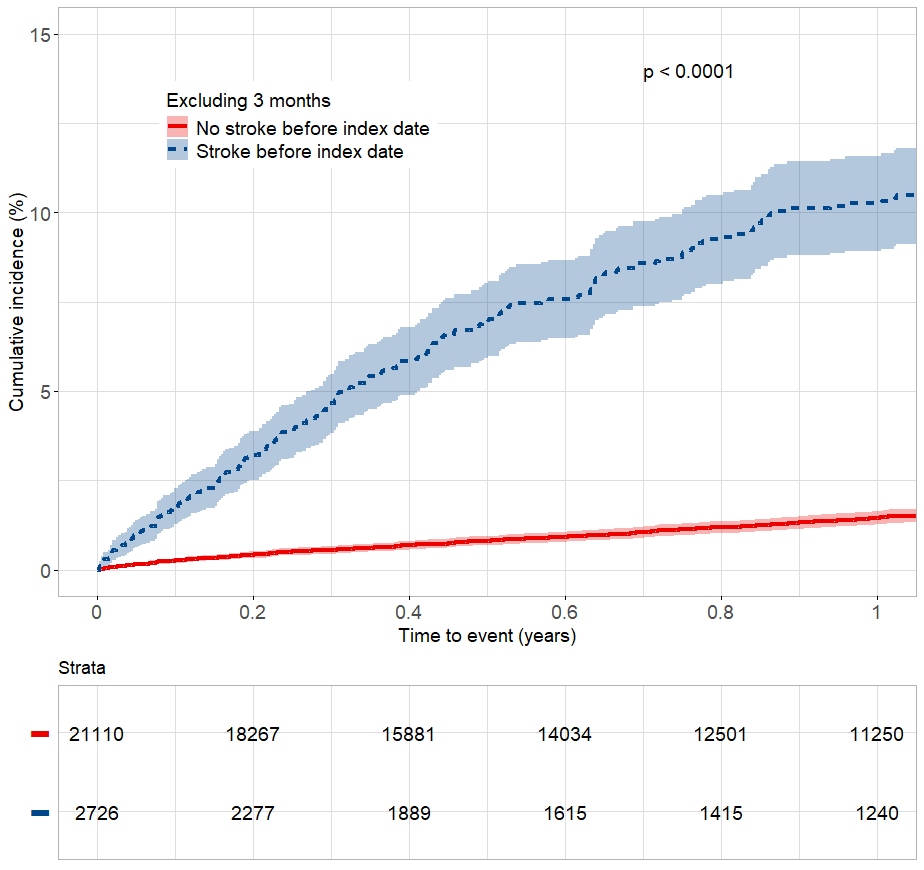 15
p < 0.0001
Excluding 3 months
No stroke before index date
Stroke before index date
10
Cumulative incidence (%)
5
0
0 0.2 0.4 0.6 0.8 1
Time to event (years)
Strata
21110 18267 15881 14034 12501 11250
2726 2277 1889 1615 1415 1240